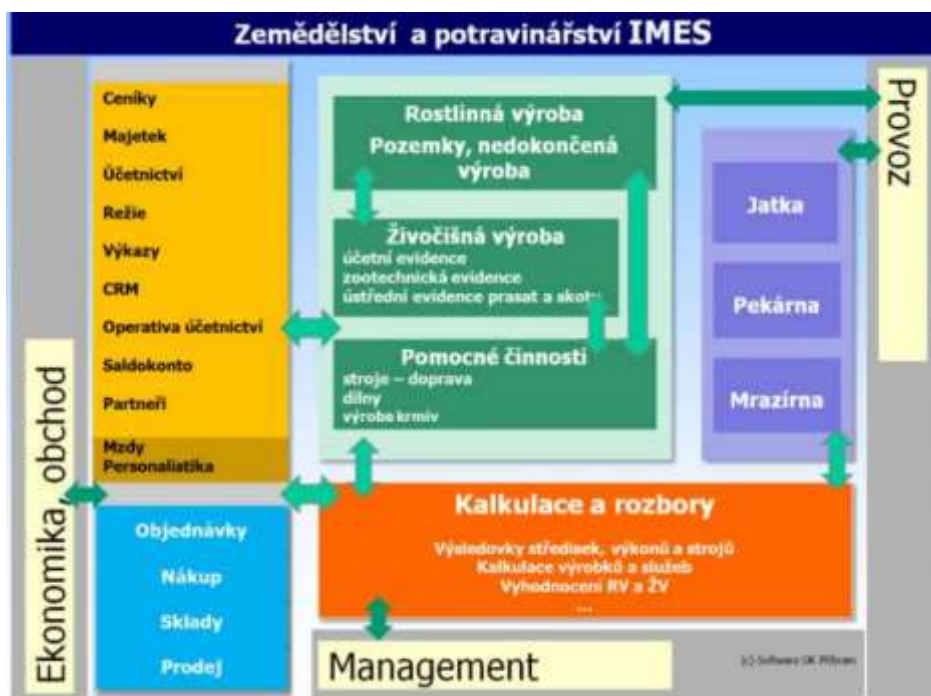 Zemědělství a potravinářství IMES
Ceníky
Majetek
Účetnictví
Režie
Výkazy
CRM
Operativa účetnictví
Saldokonto
Partneři
Mzdy
Personalistika
Objednávky
Nákup
Sklady
Prodej
Ekonomika, obchod
Rostlinná výroba
Pozemky, nedokončená
výroba
Živočišná výroba
účetní evidence
zootechnická evidence
ústřední evidence prasat a skotu
Pomocné činnosti
stroje – doprava
dílny
výroba krmiv
Jatka
Pekárna
Mrazírna
Provoz
Kalkulace a rozbory
Výsledovky středisek, výkonů a strojů
Kalkulace výrobků a služeb
Vyhodnocení RV a ŽV
...
Management
(c) Software OK Příbram